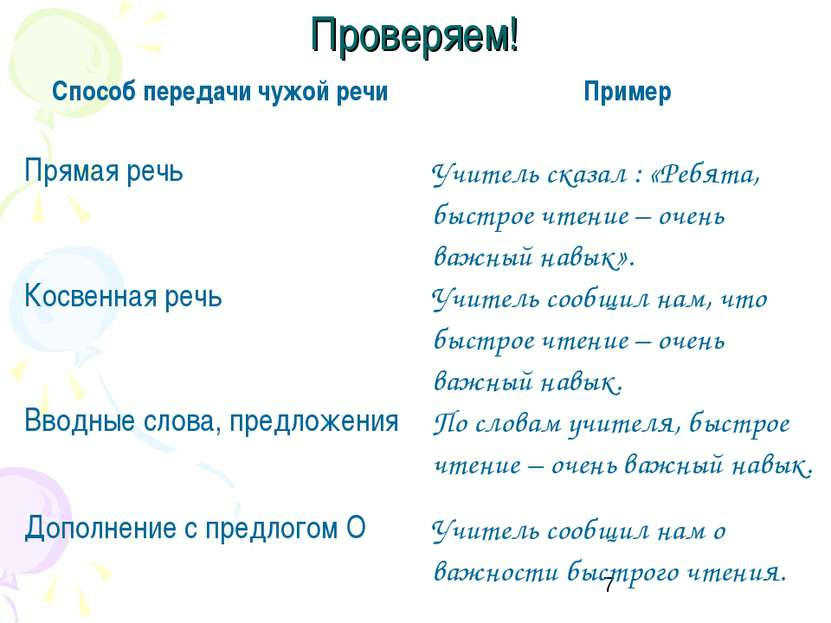 Проверяем!
Способ передачи чужой речи Пример
Прямая речь
Учитель сказал : «Ребята,
быстрое чтение – очень
важный навык».
Косвенная речь
Учитель сообщил нам, что
быстрое чтение – очень
важный навык.
Вводные слова, предложения
По словам учителя, быстрое
чтение – очень важный навык.
Дополнение с предлогом О
Учитель сообщил нам о
важности быстрого чтения.
7